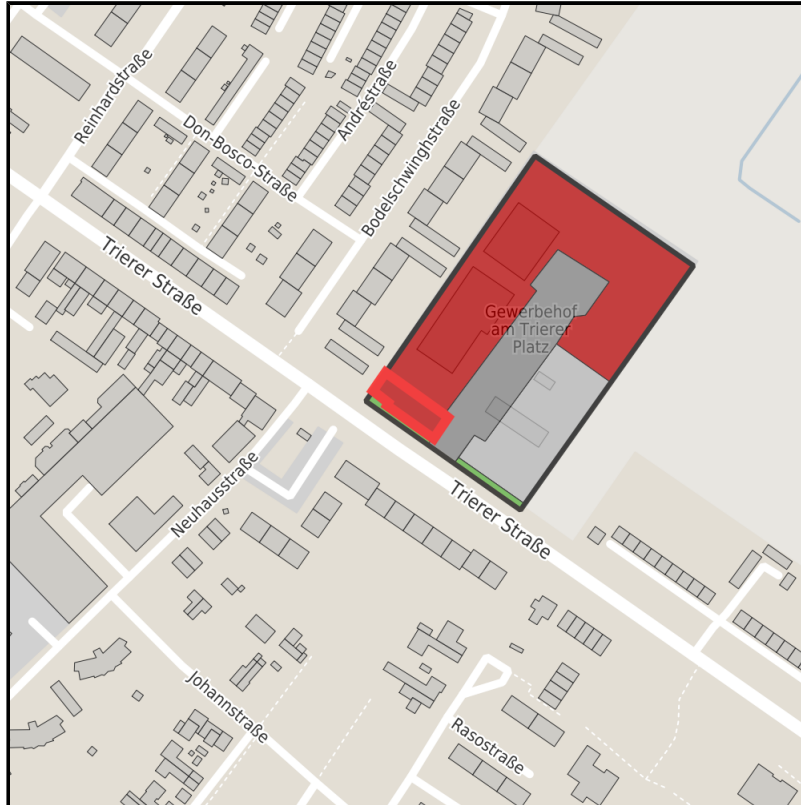 Reinhardstraße
Don-Bosco-Straße
Andréstraße
Bodelschwinghstraße
Trierer Straße
Gewerbehof
am Trierer
Platz
Neuhausstraße
Trierer Straße
Johannstraße
Rasostraße